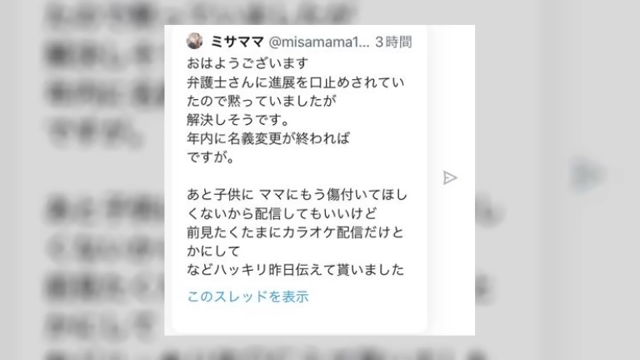 ミサママ @misamama1... 3時間
おはようございます
弁護士さんに進展を口止めされてい
たので黙っていましたが
解決しそうです。
年内に名義変更が終われば
ですが。
あと子供に ママにもう傷付いてほし
くないから配信してもいいけど
前見たくたまにカラオケ配信だけと
かにして
などハッキリ昨日伝えて貰いました
このスレッドを表示